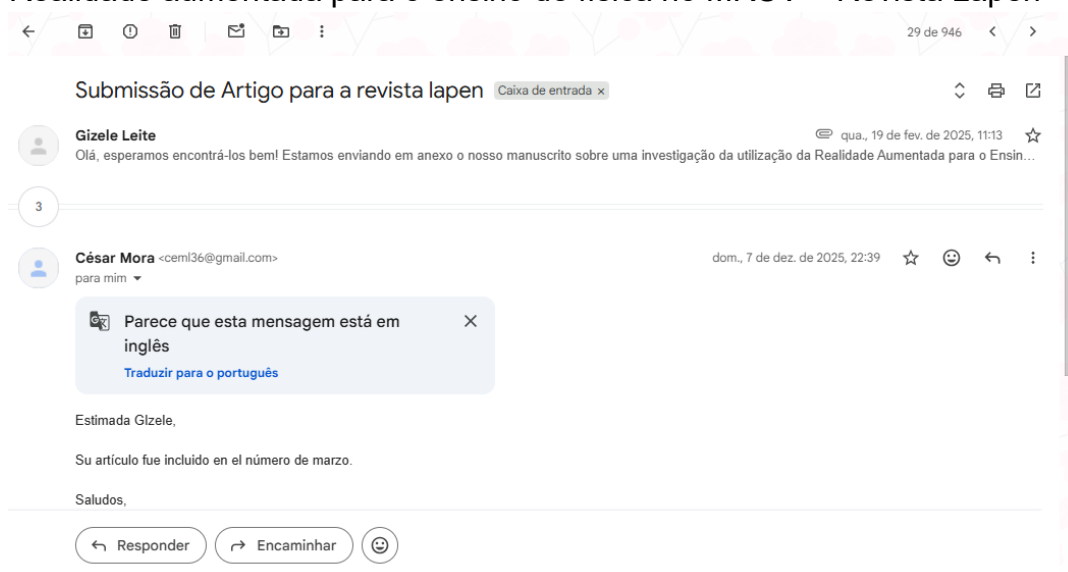 29 de 946
Submissão de Artigo para a revista lapen Caixa de entrada ×
Gizele Leite qua., 19 de fev. de 2025, 11:13
Olá, esperamos encontrá-los bem! Estamos enviando em anexo o nosso manuscrito sobre uma investigação da utilização da Realidade Aumentada para o Ensin...
3
César Mora <ceml36@gmail.com> dom., 7 de dez. de 2025, 22:39
para mim
Parece que esta mensagem está em
inglês
Traduzir para o português
Estimada GIzele,
Su artículo fue incluido en el número de marzo.
Saludos,
Responder Encaminhar